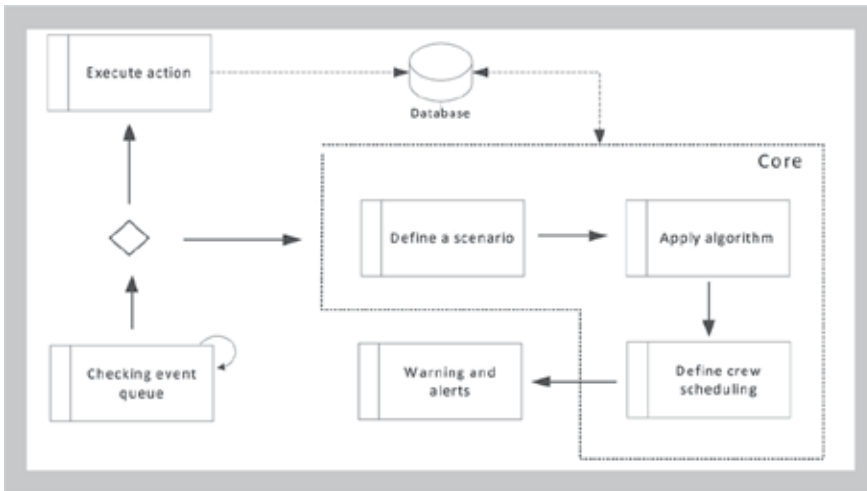 Execute action
Database
Core
Define a scenario
Apply algorithm
Checking event
queue
Warning and
alerts
Define crew
scheduling